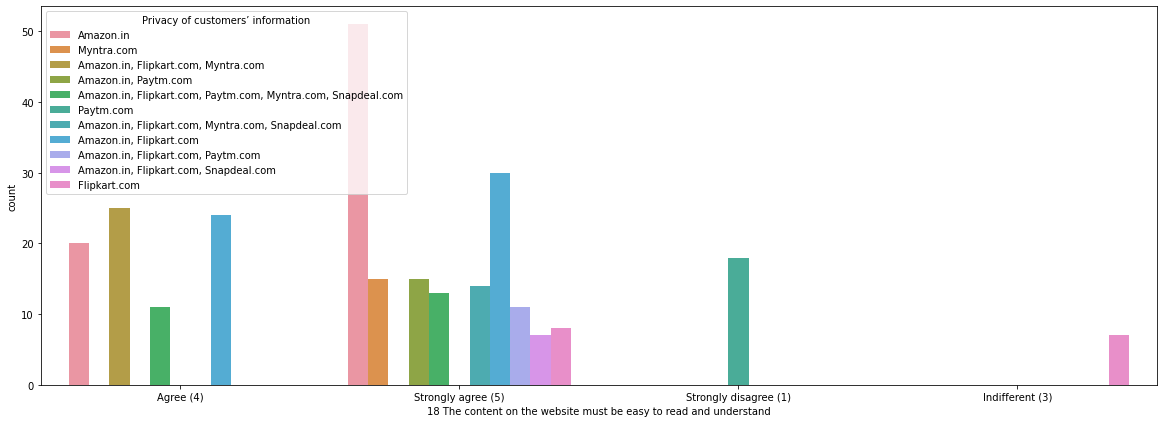 Privacy of customers’ information
Amazon.in
Myntra.com
Amazon.in, Flipkart.com, Myntra.com
Amazon.in, Paytm.com
Amazon.in, Flipkart.com, Paytm.com, Myntra.com, Snapdeal.com
Paytm.com
Amazon.in, Flipkart.com, Myntra.com, Snapdeal.com
Amazon.in, Flipkart.com
Amazon.in, Flipkart.com, Paytm.com
Amazon.in, Flipkart.com, Snapdeal.com
Flipkart.com
50
40
30
20
10
0
count
Agree (4)
Strongly agree (5)
Strongly disagree (1)
Indifferent (3)
18 The content on the website must be easy to read and understand